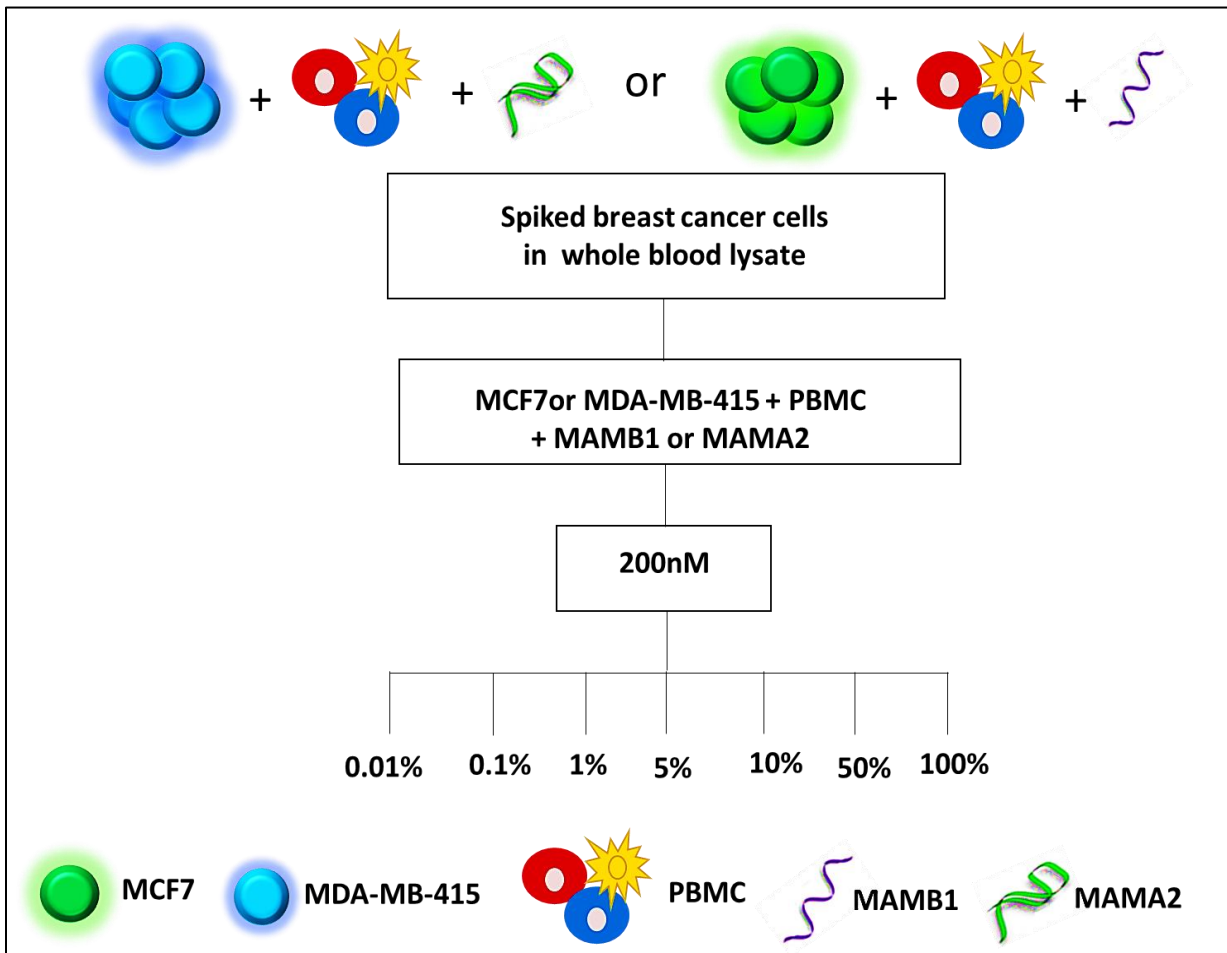 + + or + +
Spiked breast cancer cells
in whole blood lysate
MCF7or MDA-MB-415 + PBMC
+ MAMB1 or MAMA2
200nM
0.01% 0.1% 1% 5% 10% 50% 100%
MCF7 MDA-MB-415 PBMC MAMB1 MAMA2